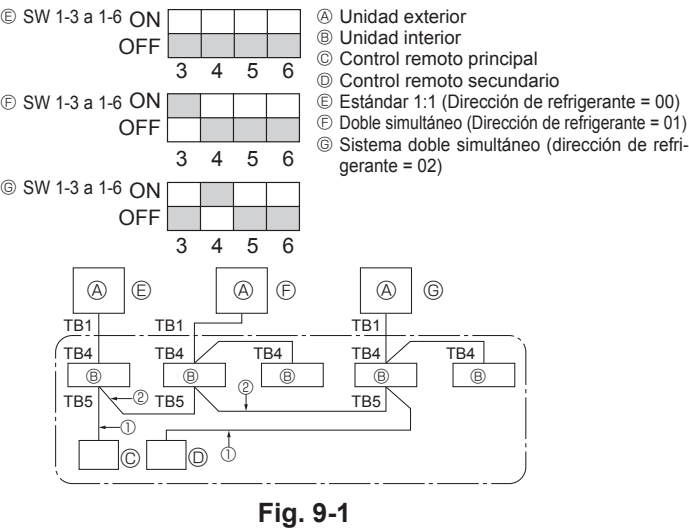 Ⓔ SW 1-3 a 1-6 ON
OFF
3 4 5 6
Ⓕ SW 1-3 a 1-6 ON
OFF
3 4 5 6
Ⓖ SW 1-3 a 1-6 ON
OFF
3 4 5 6
Ⓐ Unidad exterior
Ⓑ Unidad interior
Ⓒ Control remoto principal
Ⓓ Control remoto secundario
Ⓔ Estándar 1:1 (Dirección de refrigerante = 00)
Ⓕ Doble simultáneo (Dirección de refrigerante = 01)
Ⓖ Sistema doble simultáneo (dirección de refri-
gerante = 02)
Ⓐ Ⓔ Ⓐ Ⓕ Ⓐ Ⓖ
TB1 TB1 TB1
TB4 TB4 TB4 TB4 TB4
Ⓑ Ⓑ Ⓑ Ⓑ Ⓑ
TB5 ② TB5 ② TB5
① ①
Ⓒ Ⓓ
Fig. 9-1